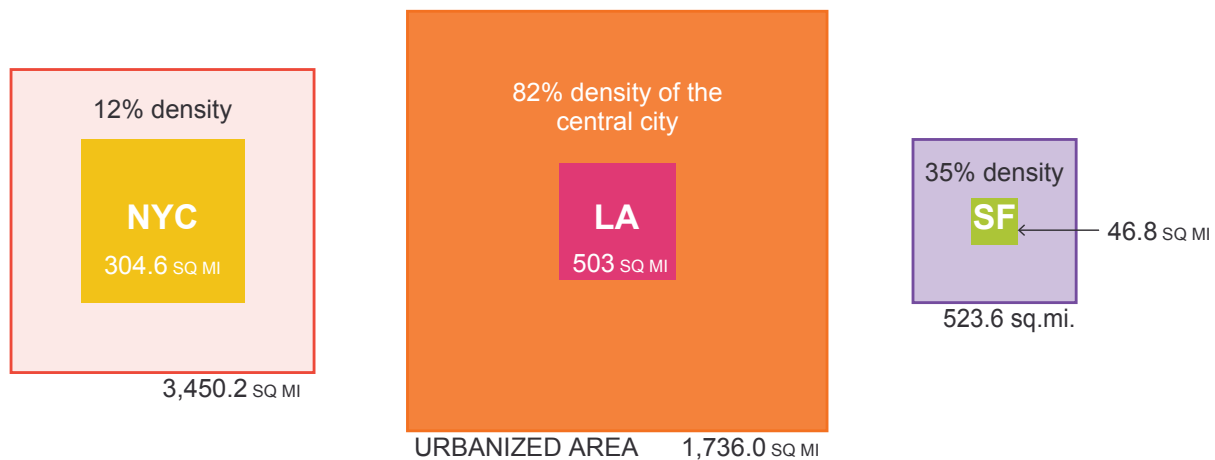 12% density
NYC
304.6 SQ MI
3,450.2 SQ MI
82% density of the
central city
LA
503 SQ MI
URBANIZED AREA 1,736.0 SQ MI
35% density
SF
46.8 SQ MI
523.6 sq.mi.